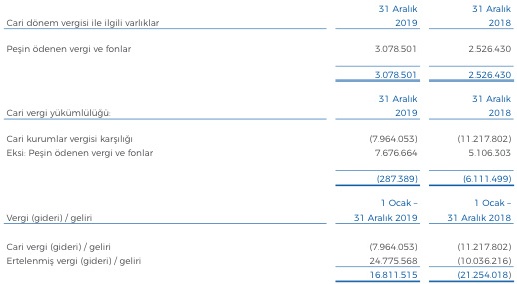 31 Aralık 31 Aralık
Cari dönem vergisi ile ilgili varlıklar 2019 2018
Peşin ödenen vergi ve fonlar 3.078.501 2.526.430
3.078.501 2.526.430
31 Aralık 31 Aralık
Cari vergi yükümlülüğü: 2019 2018
Cari kurumlar vergisi karşılığı (7.964.053) (11.217.802)
Eksi: Peşin ödenen vergi ve fonlar 7.676.664 5.106.303
(287.389) (6.111.499)
1 Ocak – 1 Ocak –
Vergi (gideri) / geliri 31 Aralık 2019 31 Aralık 2018
Cari vergi (gideri) / geliri (7.964.053) (11.217.802)
Ertelenmiş vergi (gideri) / geliri 24.775.568 (10.036.216)
16.811.515 (21.254.018)